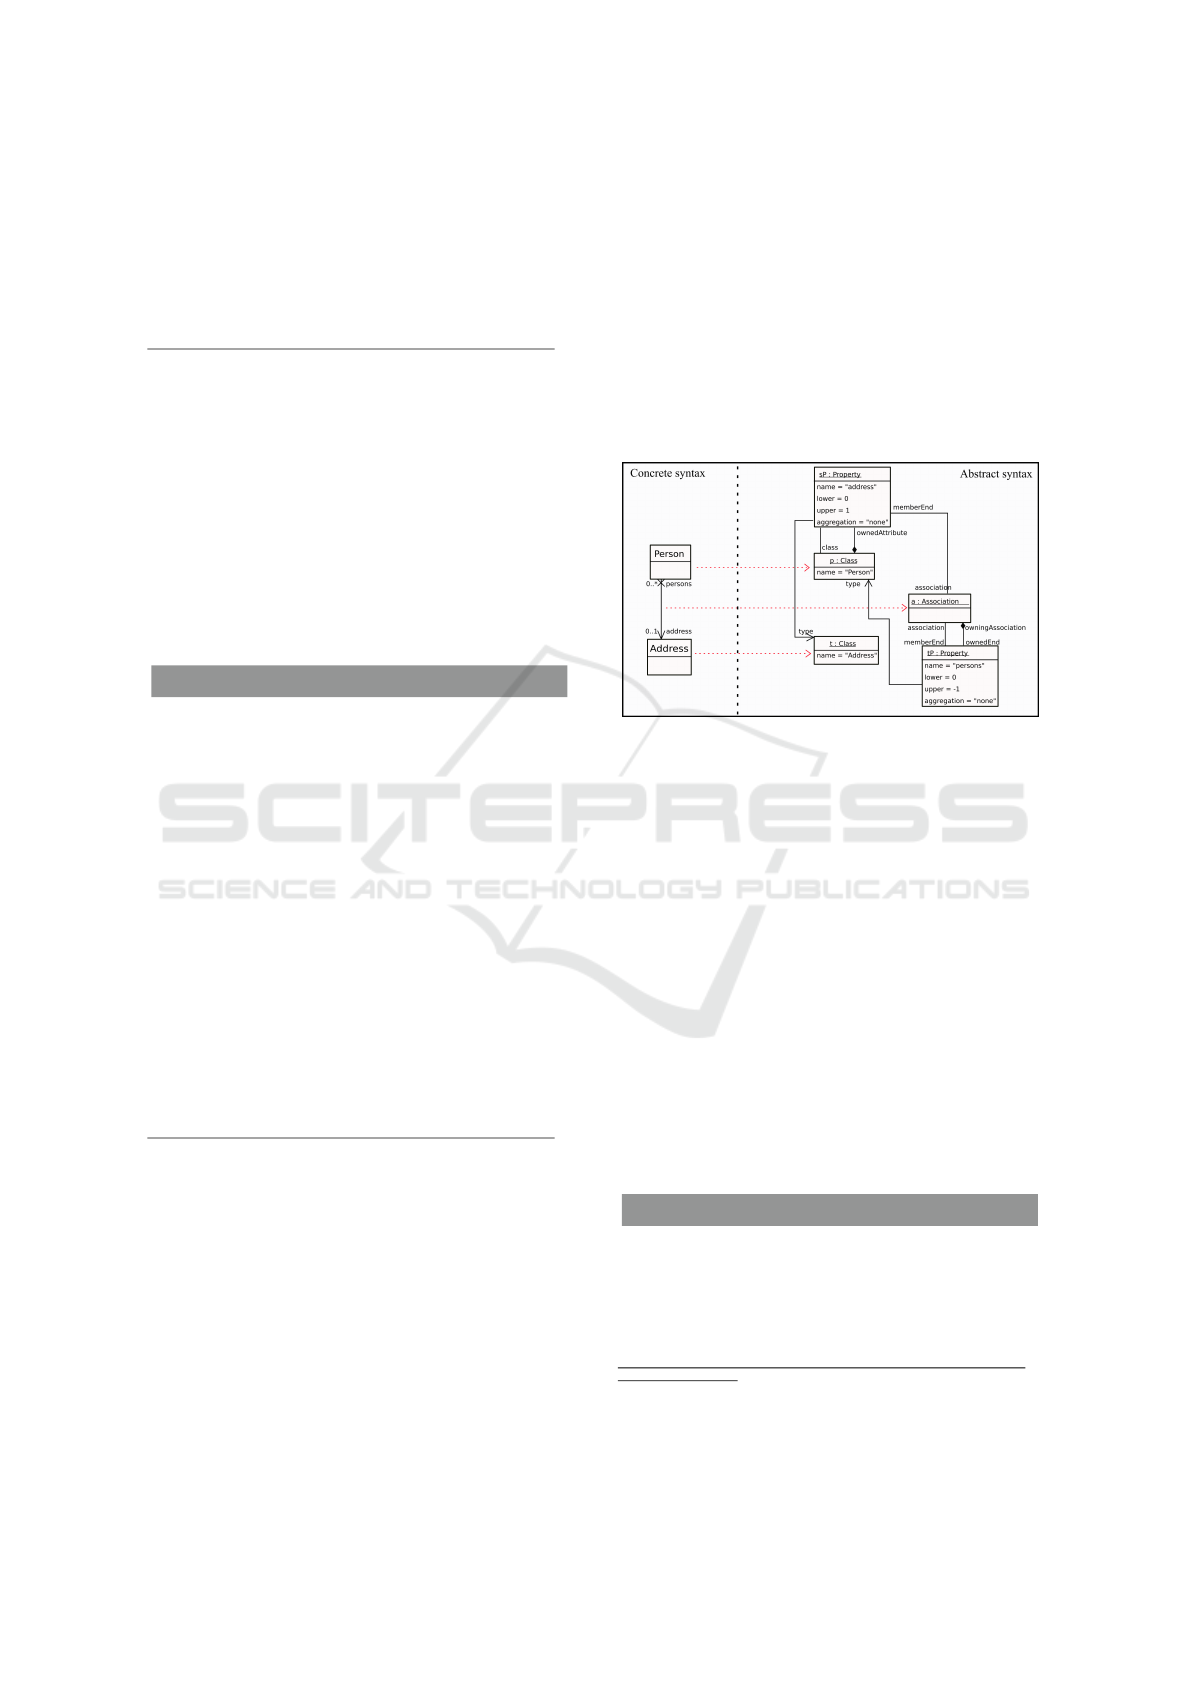 Concrete syntax
Abstract syntax
sP : Property
name = "address"
lower = 0
upper = 1
aggregation = "none"
memberEnd
ownedAttribute
class
Person
p : Class
name = "Person"
0..* persons
type
association
a : Association
association
owningAssociation
0..1 address
type
Address
t : Class
name = "Address"
memberEnd
ownedEnd
tP : Property
name = "persons"
lower = 0
upper = -1
aggregation = "none"
SCITEPRESS
SCIENCE AND TECHNOLOGY PUBLICATIONS